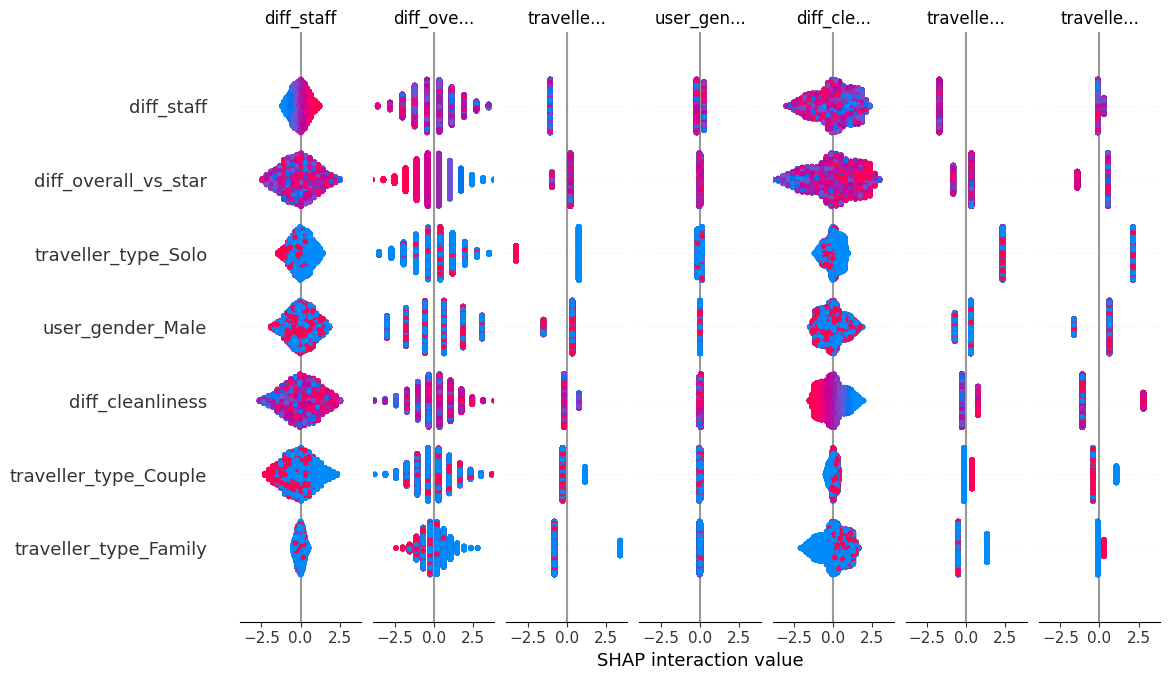 diff_staff diff_ove... travelle... user_gen... diff_cle... travelle... travelle...
diff_staff
diff_overall_vs_star
traveller_type_Solo
user_gender_Male
diff_cleanliness
traveller_type_Couple
traveller_type_Family
−2.5 0.0 2.5 −2.5 0.0 2.5 −2.5 0.0 2.5 −2.5 0.0 2.5 −2.5 0.0 2.5 −2.5 0.0 2.5 −2.5 0.0 2.5
SHAP interaction value